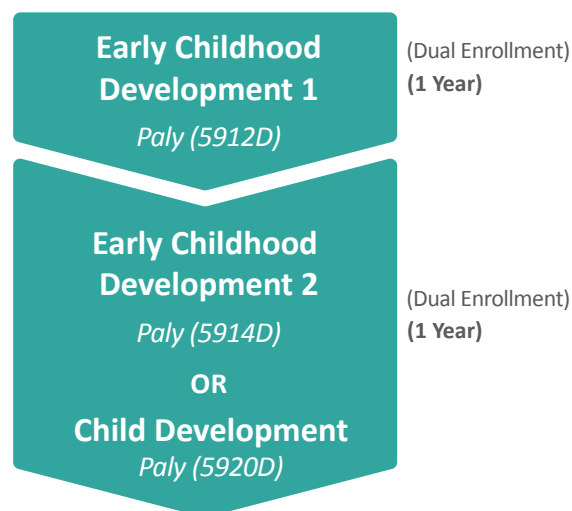 Early Childhood
Development 1
Paly (5912D)
(Dual Enrollment)
(1 Year)
Early Childhood
Development 2
Paly (5914D)
OR
Child Development
Paly (5920D)
(Dual Enrollment)
(1 Year)